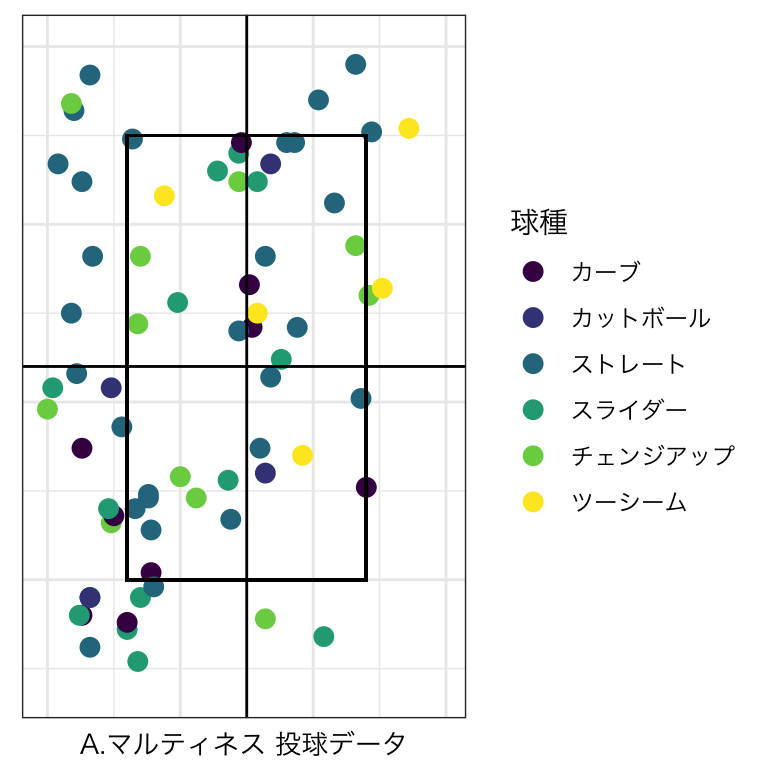 球種
カーブ
カットボール
ストレート
スライダー
チェンジアップ
ツーシーム
A.マルティネス 投球データ